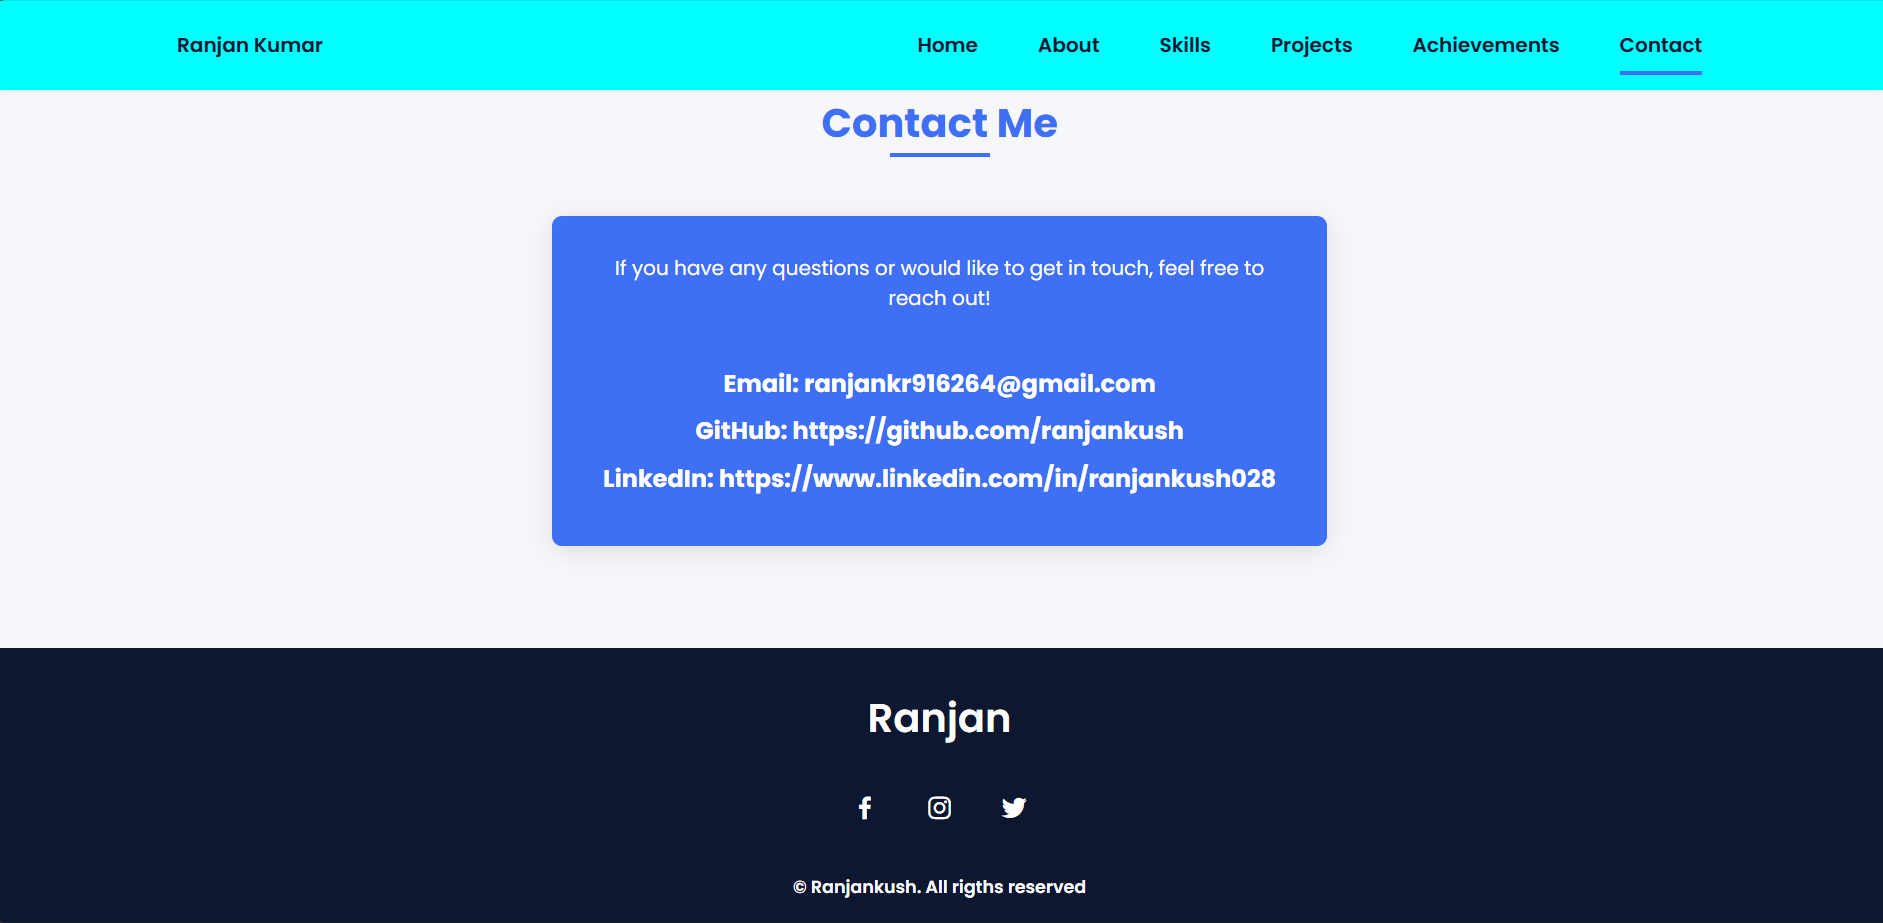 Ranjan Kumar
Home About Skills Projects Achievements Contact
Contact Me
If you have any questions or would like to get in touch, feel free to
reach out!
Email: ranjankr916264@gmail.com
GitHub: https://github.com/ranjankush
LinkedIn: https://www.linkedin.com/in/ranjankush028
Ranjan
© Ranjankush. All rigths reserved